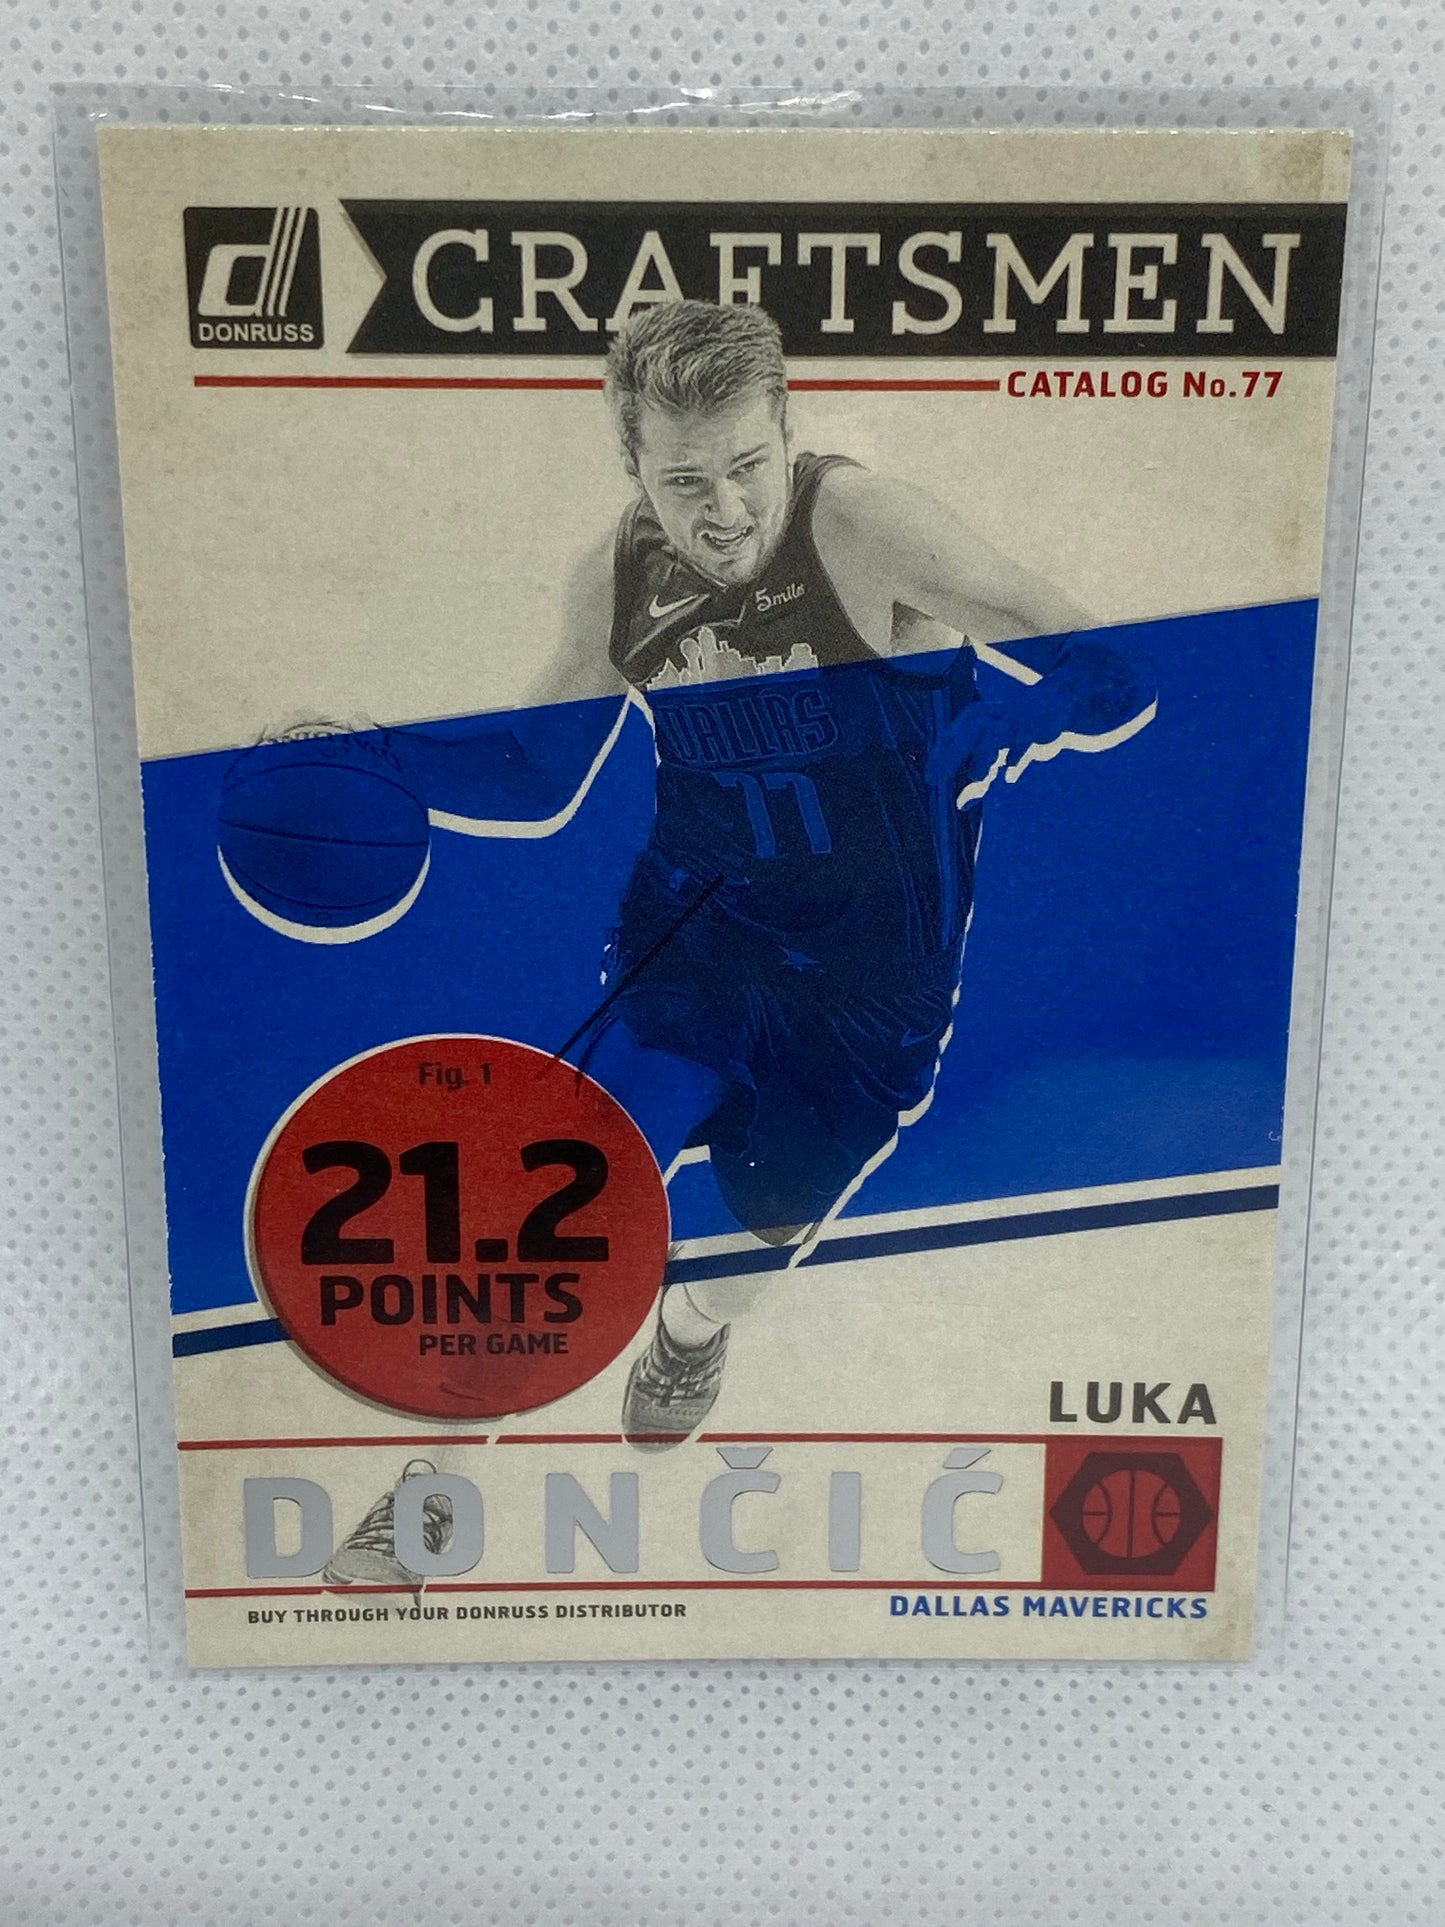 CRAFTSMEN
d
DONRUSS
CATALOG No.77
5miles
DALLAS
77
Fig. 1
21.2
POINTS
PER GAME
LUKA
DONČIĆ
BUY THROUGH YOUR DONRUSS DISTRIBUTOR
DALLAS MAVERICKS